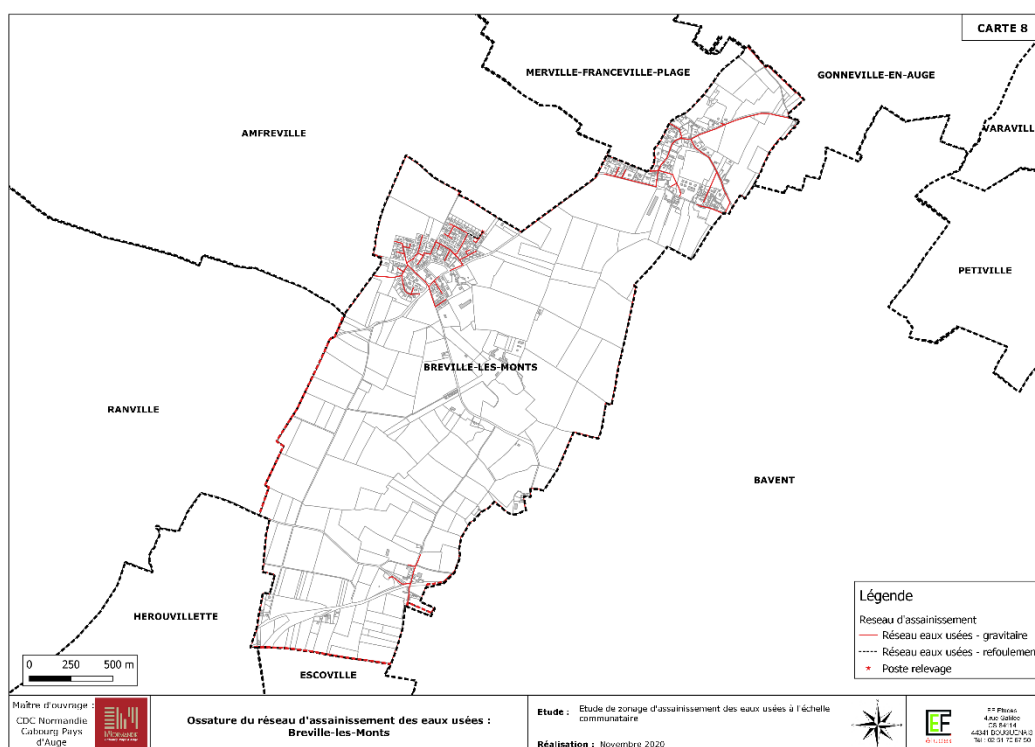 CARTE 8
MERVILLE-FRANCEVILLE-PLAGE
GONNEVILLE-EN-AUGE
AMFREVILLE
VARAVILL
PETIVILLE
BREVILLE-LES-MONTS
RANVILLE
BAVENT
HEROUVILLETTE
ESCOVILLE
0 250 500 m
Légende
Reseau d'assainissement
Réseau eaux usées - gravitaire
Réseau eaux usées - refoulement
Poste relevage
Maître d'ouvrage :
CDC Normandie
Cabourg Pays
d'Auge
Ossature du réseau d'assainissement des eaux usées :
Breville-les-Monts
Etude : Etude de zonage d'assainissement des eaux usées à l'échelle
communataire
Réalisation : Novembre 2020
EF